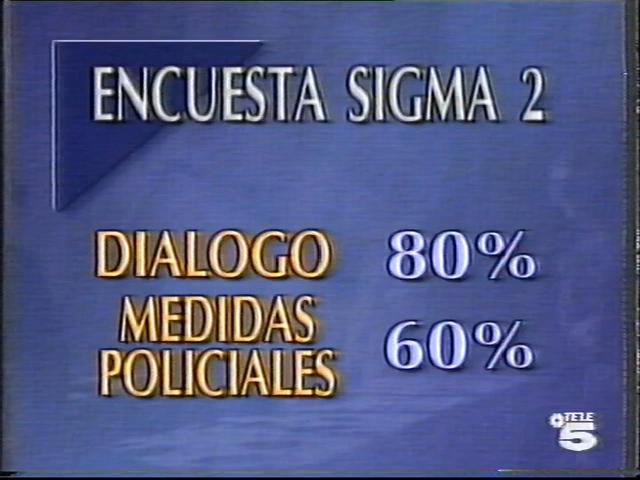 ENCUESTA SIGMA 2
DIALOGO 80%
MEDIDAS
POLICIALES 60%
TELE
5